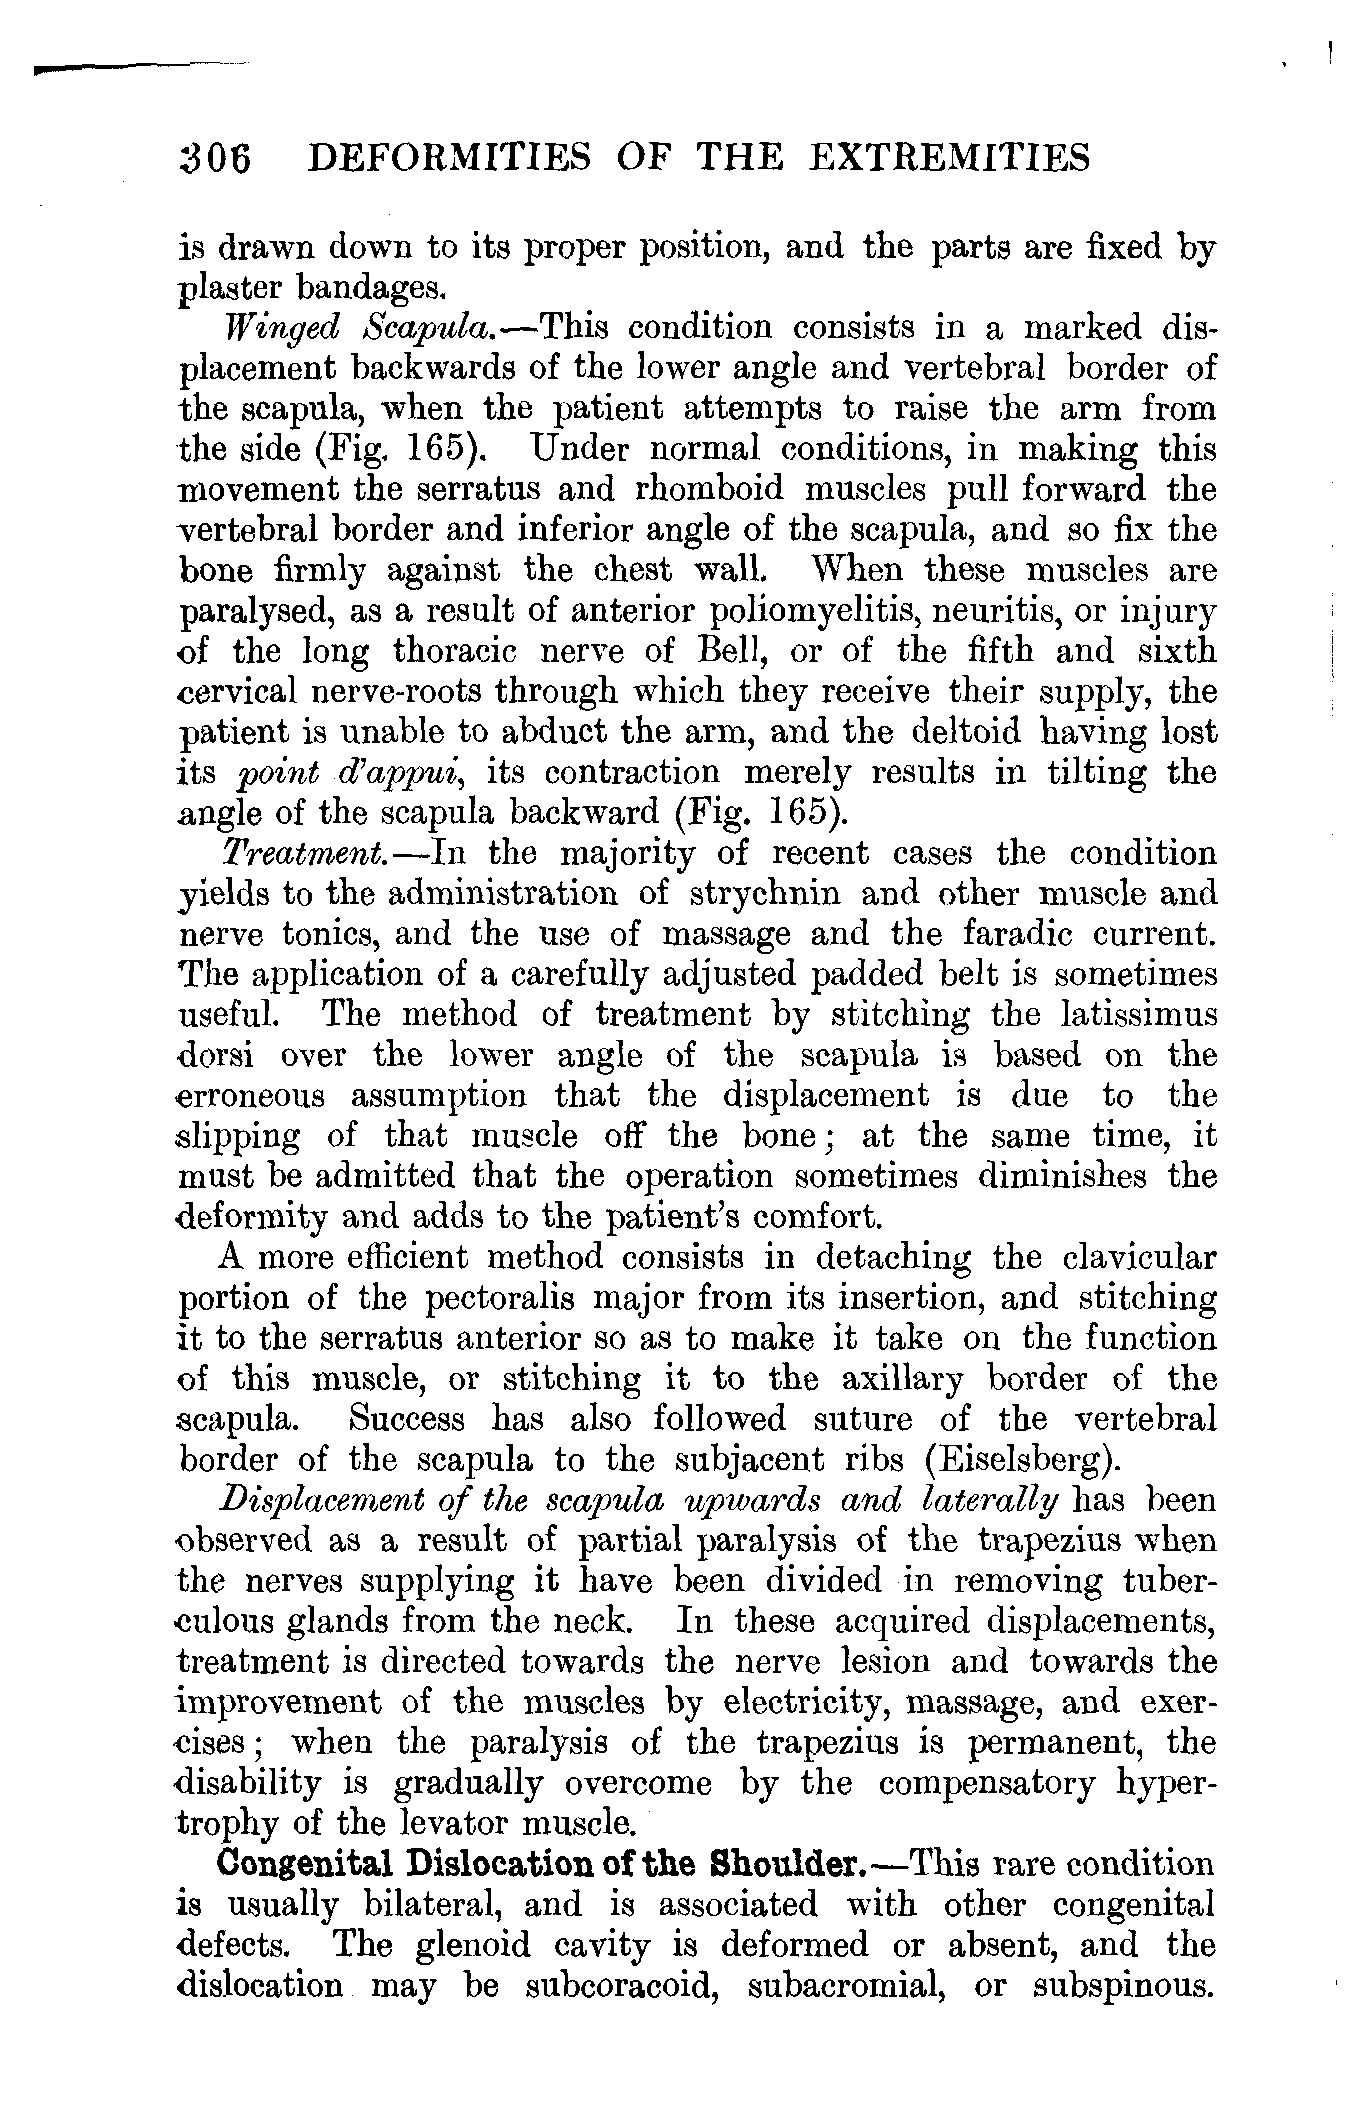 306 DEFORMITIES OF THE EXTREMITIES
is drawn down to its proper position, and the parts are fixed by
plaster bandages.
Winged Scapula.—This condition consists in a marked dis-
placement backwards of the lower angle and vertebral border of
the scapula, when the patient attempts to raise the arm from
the side (Fig. 165). Under normal conditions, in making this
movement the serratus and rhomboid muscles pull forward the
vertebral border and inferior angle of the scapula, and so fix the
bone firmly against the chest wall. When these muscles are
paralysed, as a result of anterior poliomyelitis, neuritis, or injury
of the long thoracic nerve of Bell, or of the fifth and sixth
cervical nerve-roots through which they receive their supply, the
patient is unable to abduct the arm, and the deltoid having lost
its point d'appui, its contraction merely results in tilting the
angle of the scapula backward (Fig. 165).
Treatment.—In the majority of recent cases the condition
yields to the administration of strychnin and other muscle and
nerve tonics, and the use of massage and the faradic current.
The application of a carefully adjusted padded belt is sometimes
useful. The method of treatment by stitching the latissimus
dorsi over the lower angle of the scapula is based on the
erroneous assumption that the displacement is due to the
slipping of that muscle off the bone; at the same time, it
must be admitted that the operation sometimes diminishes the
deformity and adds to the patient's comfort.
A more efficient method consists in detaching the clavicular
portion of the pectoralis major from its insertion, and stitching
it to the serratus anterior so as to make it take on the function
of this muscle, or stitching it to the axillary border of the
scapula. Success has also followed suture of the vertebral
border of the scapula to the subjacent ribs (Eiselsberg).
Displacement of the scapula upwards and laterally has been
observed as a result of partial paralysis of the trapezius when
the nerves supplying it have been divided in removing tuber-
culous glands from the neck. In these acquired displacements,
treatment is directed towards the nerve lesion and towards the
improvement of the muscles by electricity, massage, and exer-
cises; when the paralysis of the trapezius is permanent, the
disability is gradually overcome by the compensatory hyper-
trophy of the levator muscle.
Congenital Dislocation of the Shoulder.—This rare condition
is usually bilateral, and is associated with other congenital
defects. The glenoid cavity is deformed or absent, and the
dislocation may be subcoracoid, subacromial, or subspinous.